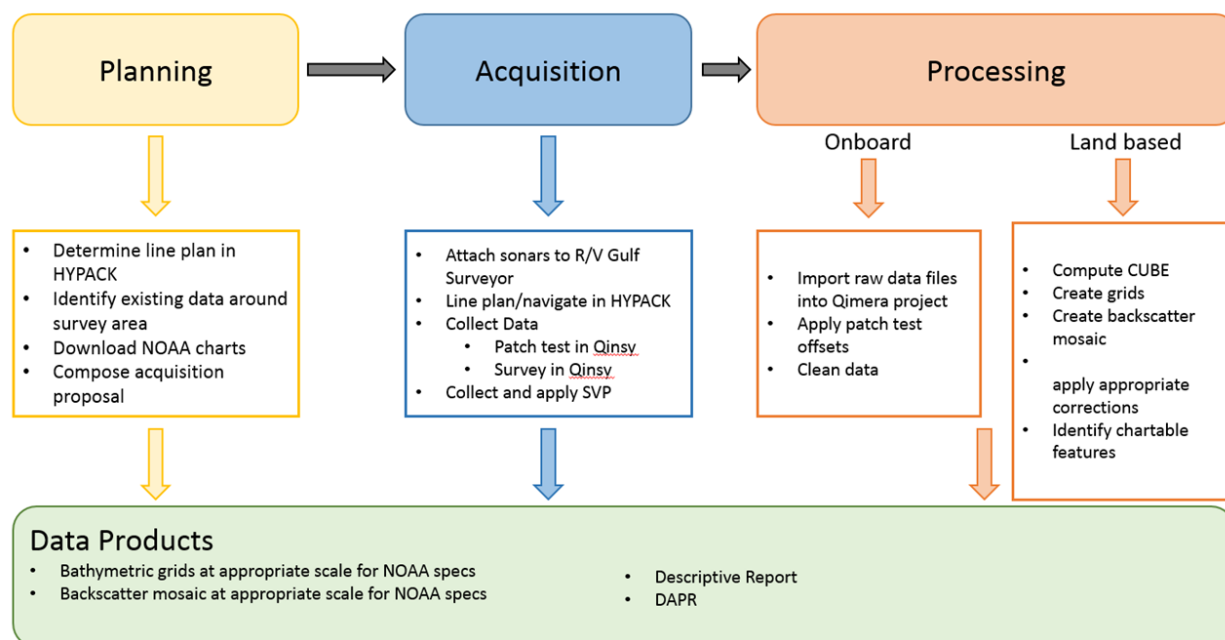 Planning
Acquisition
Processing
Onboard
Land based
• Determine line plan in
HYPACK
• Identify existing data around
survey area
• Download NOAA charts
• Compose acquisition
proposal
• Attach sonars to R/V Gulf
Surveyor
• Line plan/navigate in HYPACK
• Collect Data
• Patch test in Qinsy
• Survey in Qinsy
• Collect and apply SVP
• Import raw data files
into Qimera project
• Apply patch test
offsets
• Clean data
• Compute CUBE
• Create grids
• Create backscatter
mosaic
•
apply appropriate
corrections
• Identify chartable
features
Data Products
• Bathymetric grids at appropriate scale for NOAA specs
• Backscatter mosaic at appropriate scale for NOAA specs
• Descriptive Report
• DAPR